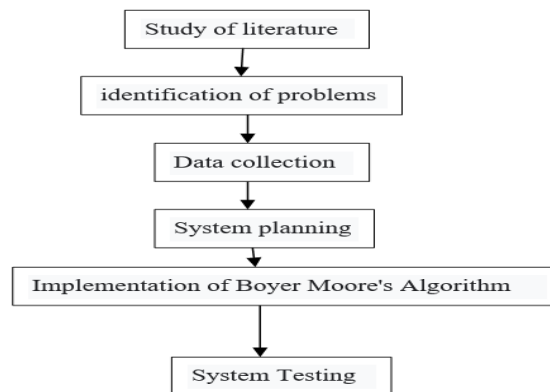 Study of literature
identification of problems
Data collection
System planning
Implementation of Boyer Moore's Algorithm
System Testing